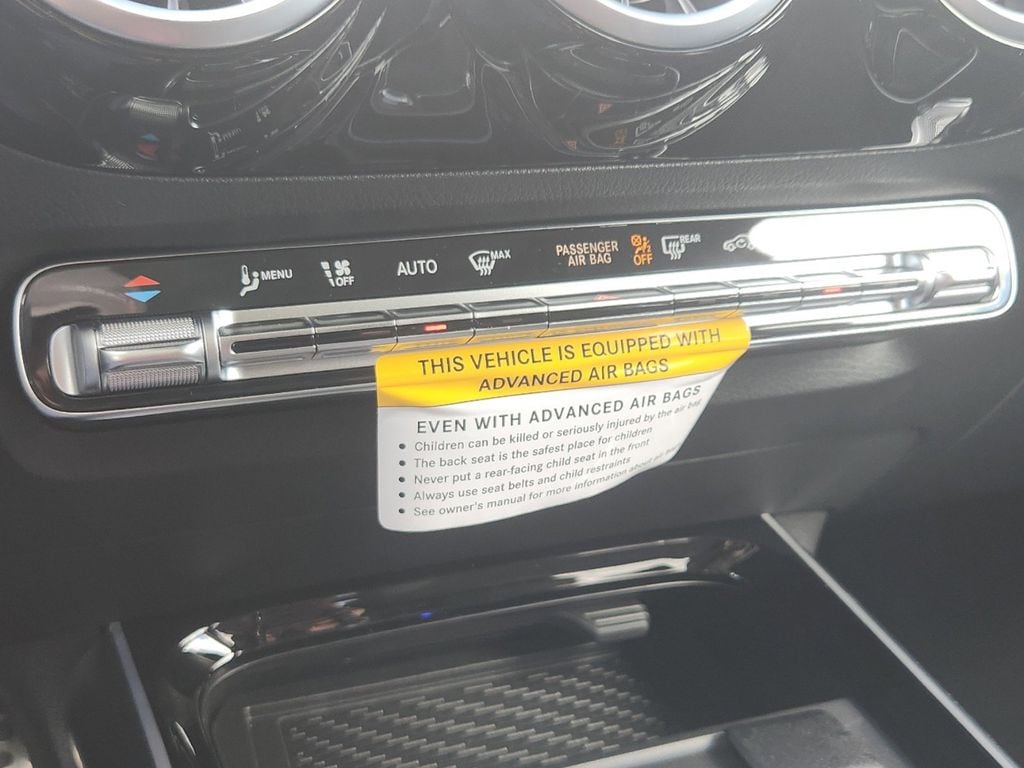 MENU
OFF
AUTO
MAX
PASSENGER
AIR BAG
OFF
REAR
THIS VEHICLE IS EQUIPPED WITH
ADVANCED AIR BAGS
EVEN WITH ADVANCED AIR BAGS
• Children can be killed or seriously injured by the air bag
• The back seat is the safest place for children
• Never put a rear-facing child seat in the front
• Always use seat belts and child restraints
• See owner's manual for more information about air